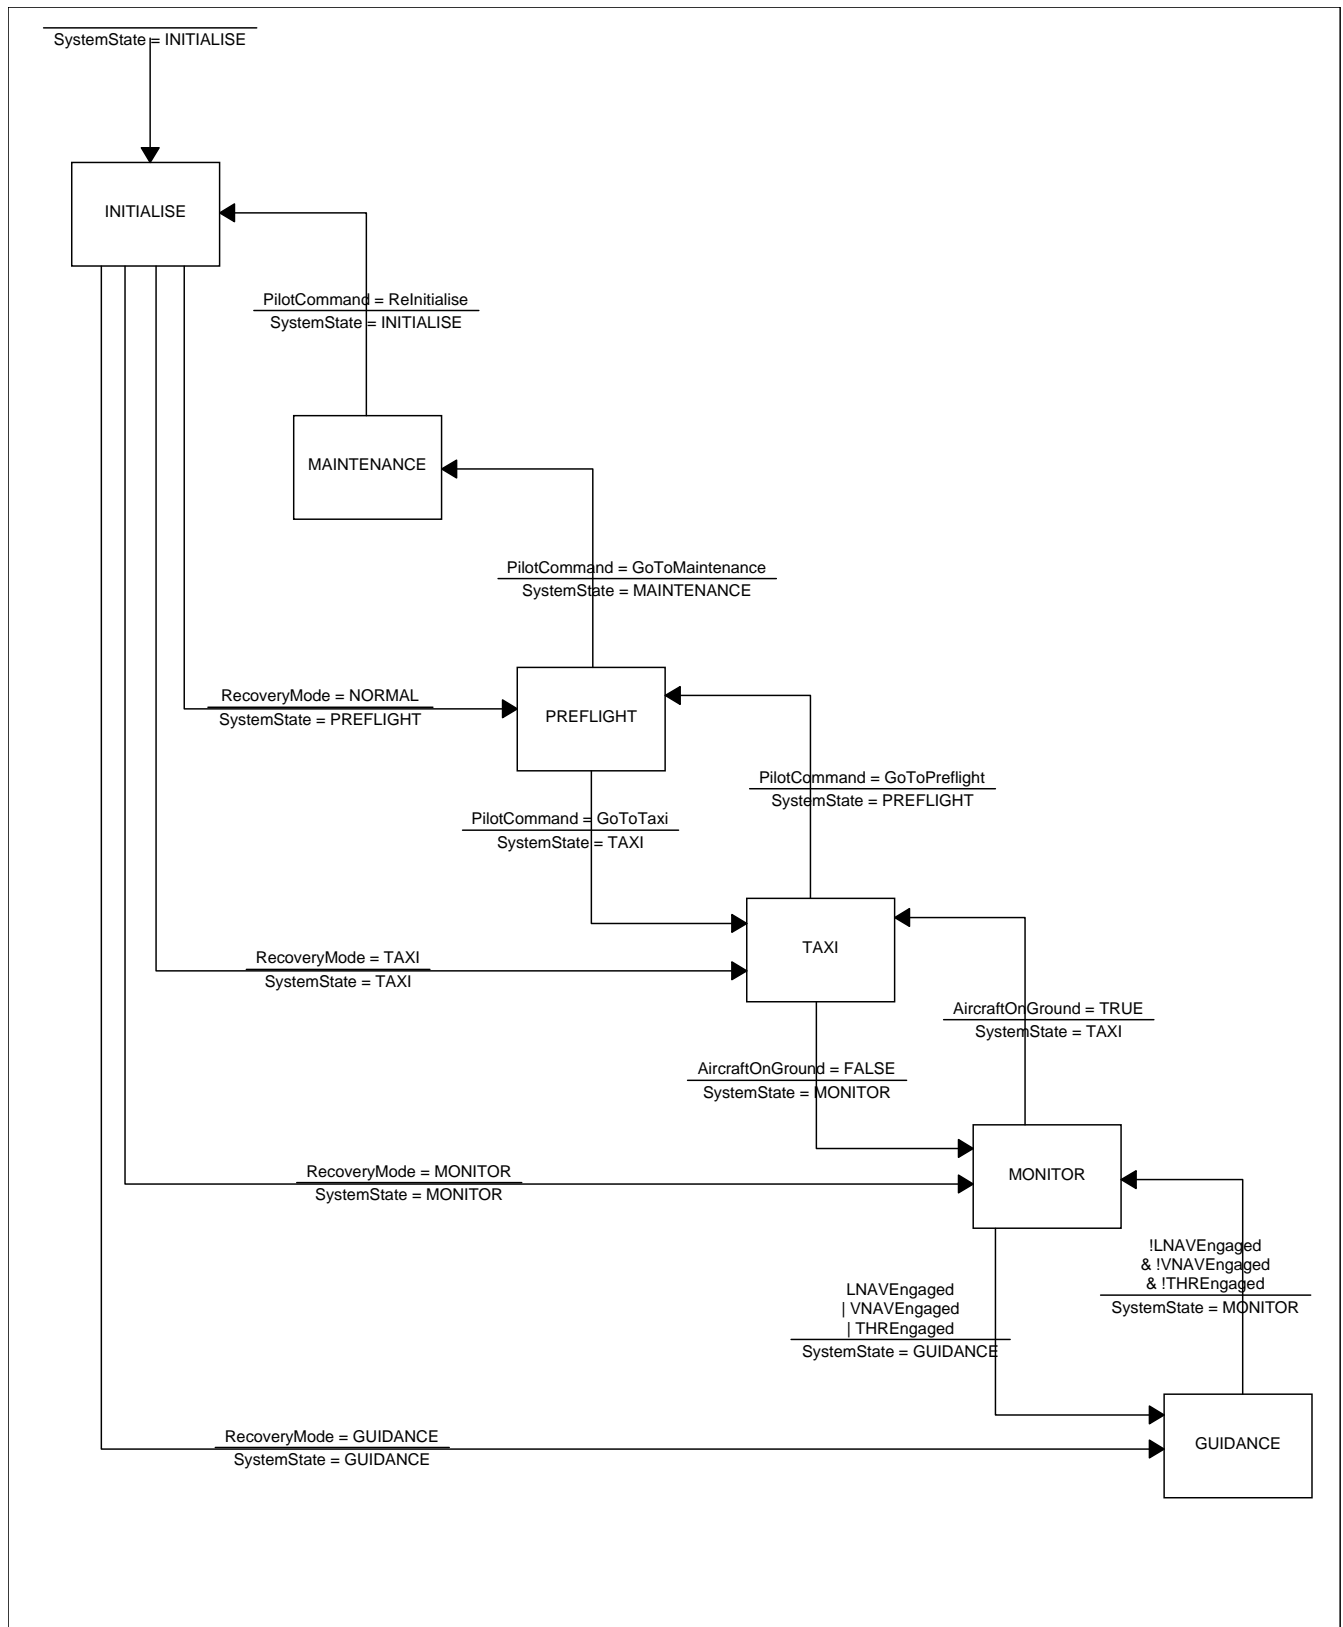 SystemState = INITIALISE
INITIALISE
PilotCommand = ReInitialise
SystemState = INITIALISE
MAINTENANCE
PilotCommand = GoToMaintenance
SystemState = MAINTENANCE
RecoveryMode = NORMAL
SystemState = PREFLIGHT
PREFLIGHT
PilotCommand = GoToPreflight
SystemState = PREFLIGHT
PilotCommand = GoToTaxi
SystemState = TAXI
TAXI
RecoveryMode = TAXI
SystemState = TAXI
AircraftOnGround = TRUE
SystemState = TAXI
AircraftOnGround = FALSE
SystemState = MONITOR
RecoveryMode = MONITOR
SystemState = MONITOR
MONITOR
!LNAVEngaged
& !VNAVEngaged
& !THREngaged
SystemState = MONITOR
LNAVEngaged
| VNAVEngaged
| THREngaged
SystemState = GUIDANCE
RecoveryMode = GUIDANCE
SystemState = GUIDANCE
GUIDANCE